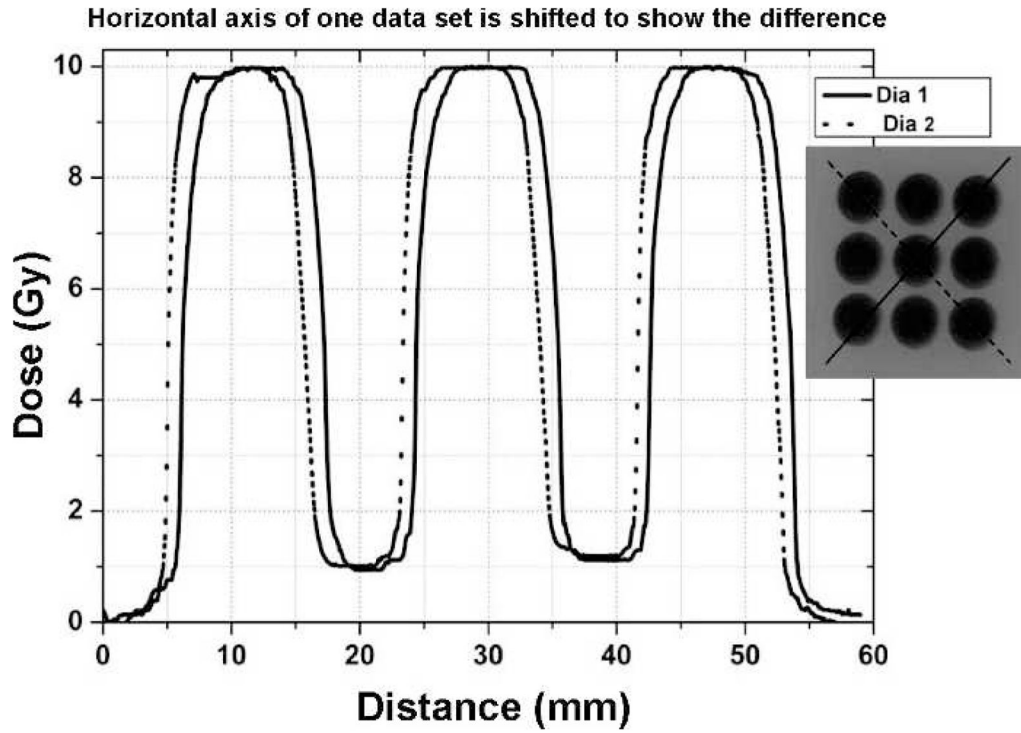 Horizontal axis of one data set is shifted to show the difference
10
8
6
4
2
0
Dose (Gy)
0 10 20 30 40 50 60
Distance (mm)
Dia 1
Dia 2